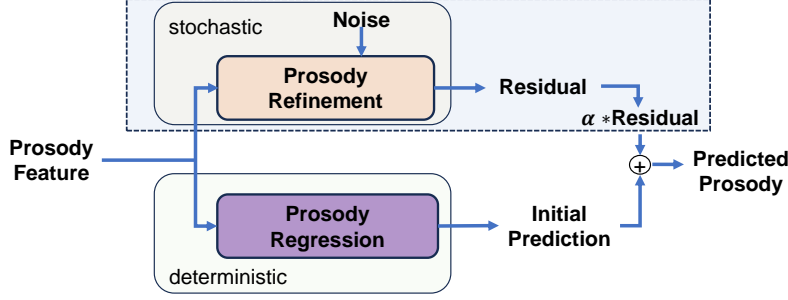 stochastic
Noise
Prosody
Refinement
Residual
α *Residual
Prosody
Feature
Predicted
Prosody
+
Prosody
Regression
Initial
Prediction
deterministic